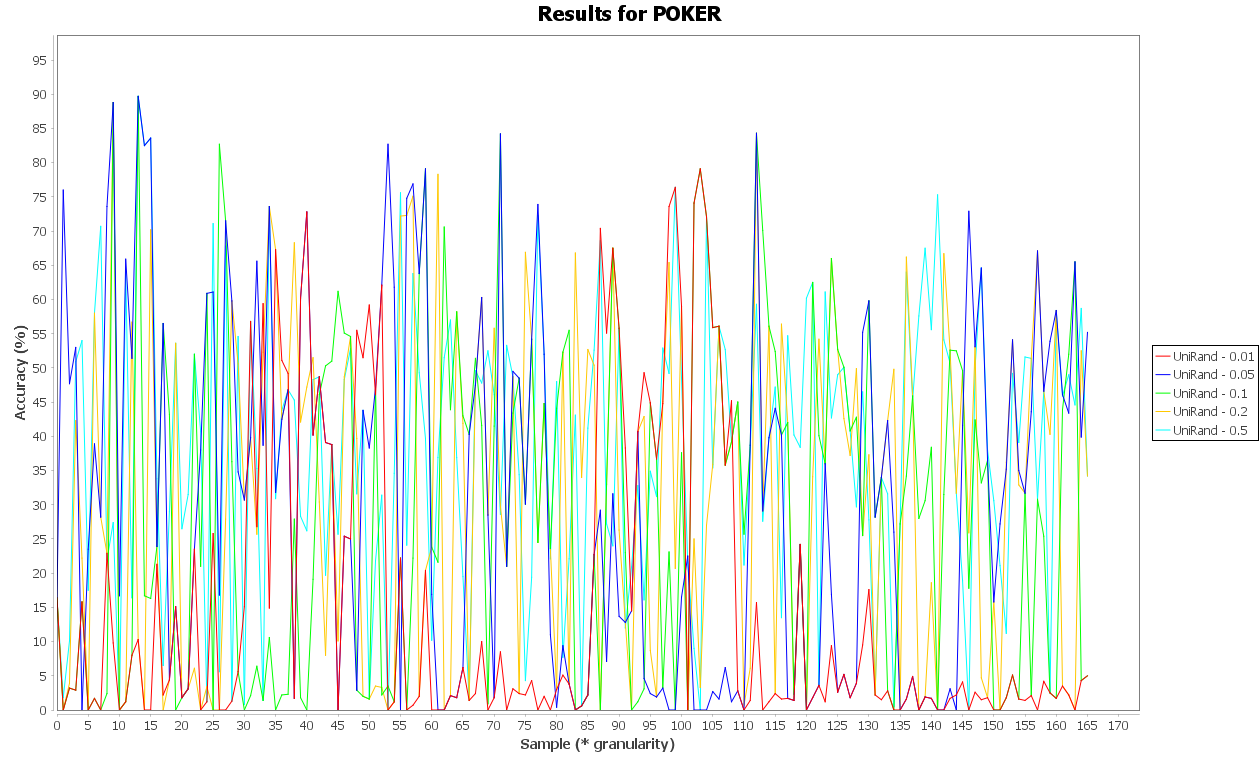 Results for POKER
Accuracy (%)
95
90
85
80
75
70
65
60
55
50
45
40
35
30
25
20
15
10
5
0
0 5 10 15 20 25 30 35 40 45 50 55 60 65 70 75 80 85 90 95 100 105 110 115 120 125 130 135 140 145 150 155 160 165 170
Sample (* granularity)
UniRand - 0.01
UniRand - 0.05
UniRand - 0.1
UniRand - 0.2
UniRand - 0.5